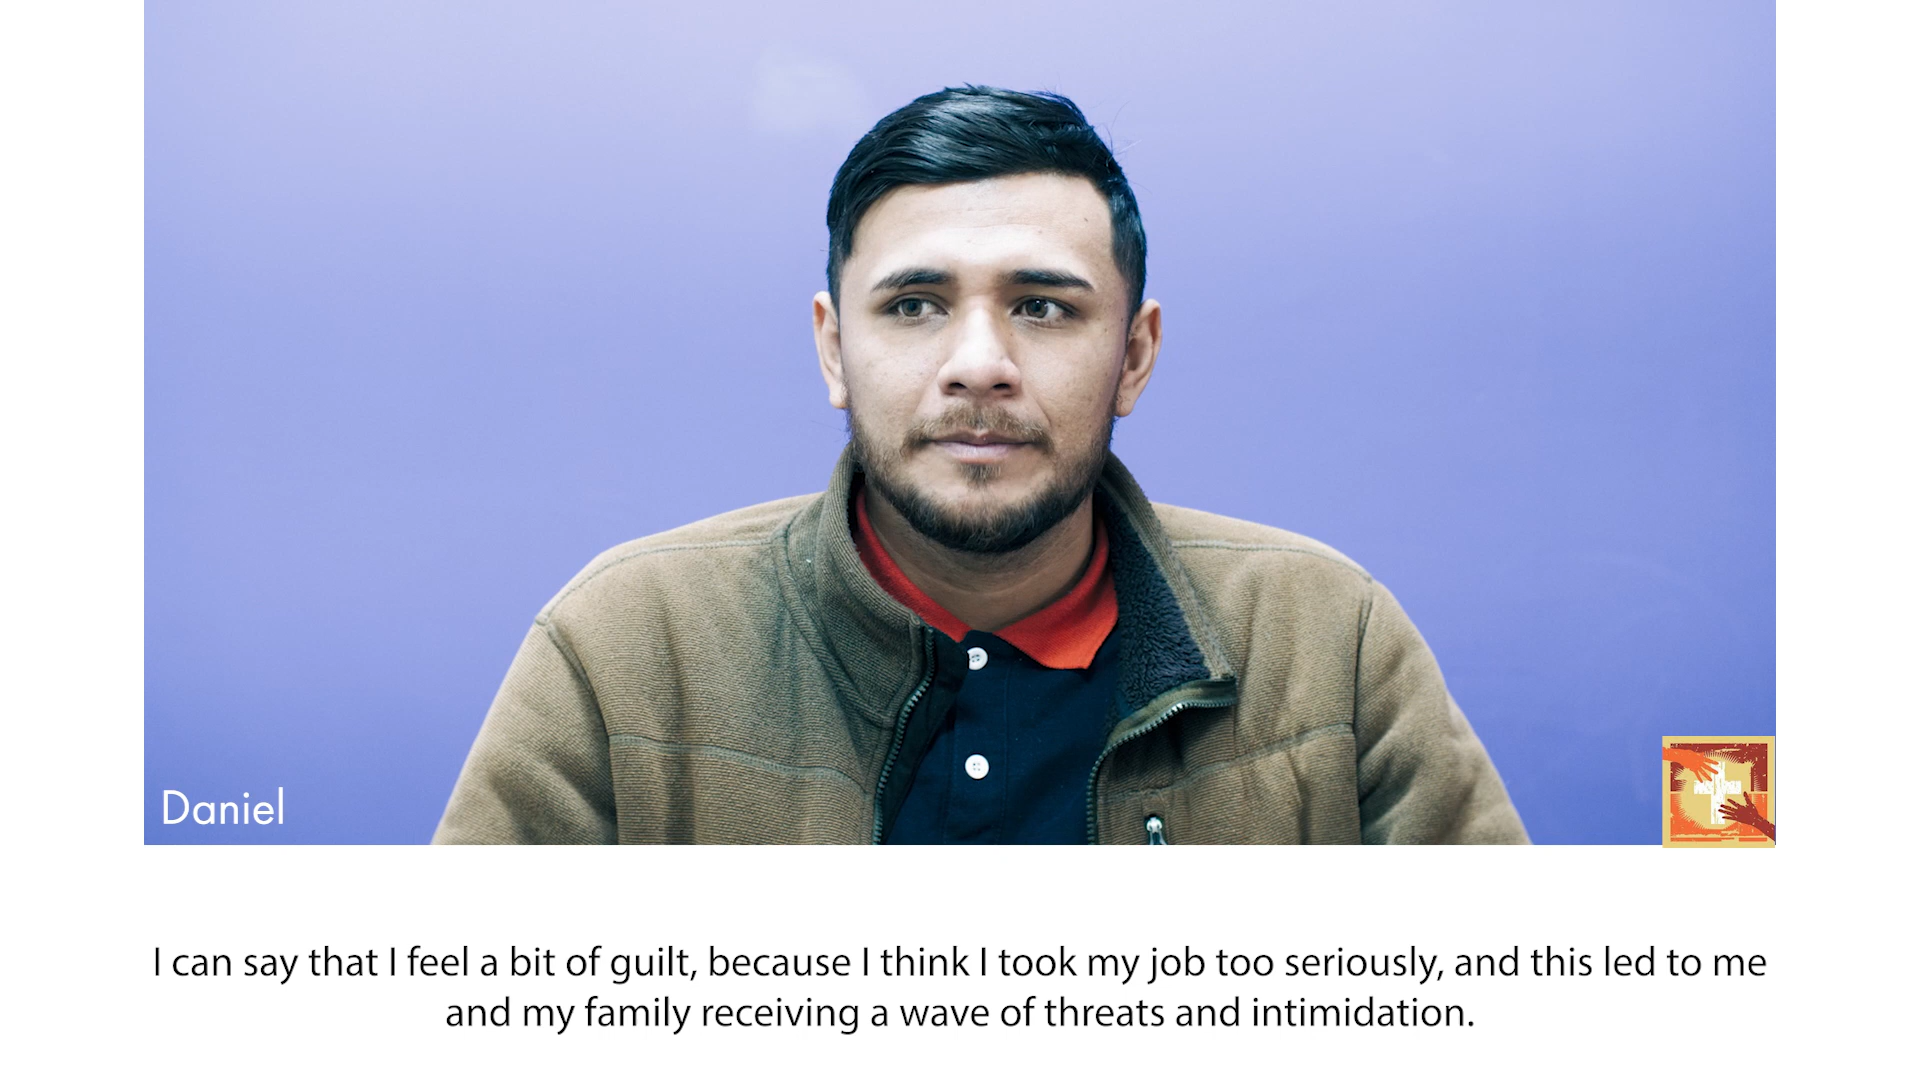 Daniel
I can say that I feel a bit of guilt, because I think I took my job too seriously, and this led to me
and my family receiving a wave of threats and intimidation.